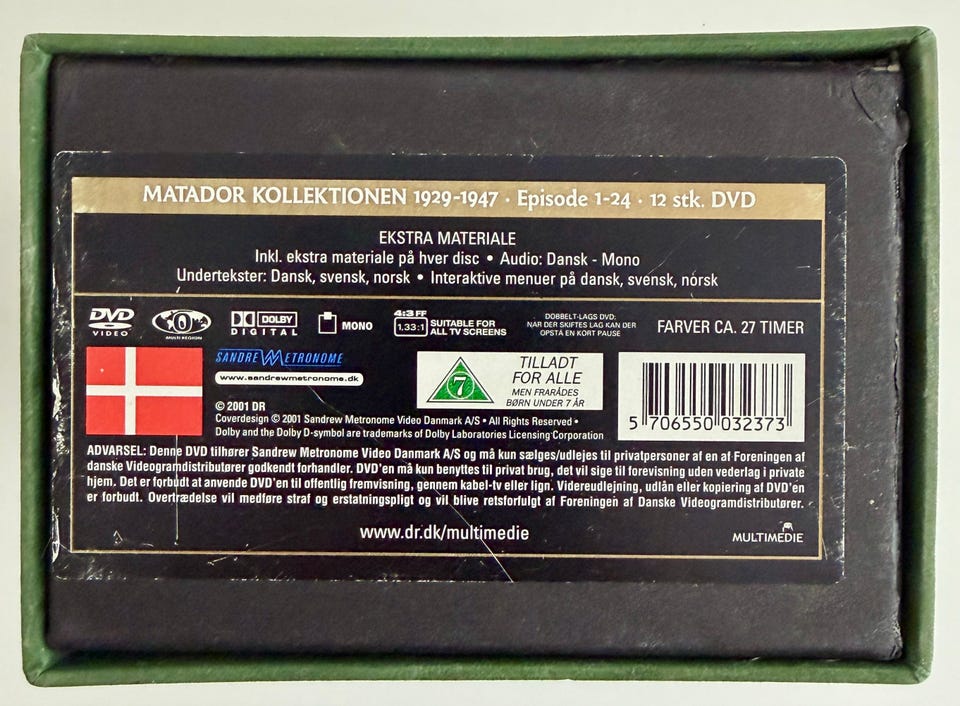 MATADOR KOLLEKTIONEN 1929-1947 · Episode 1-24 · 12 stk. DVD
EKSTRA MATERIALE
Inkl. ekstra materiale på hver disc • Audio: Dansk - Mono
Undertekster: Dansk, svensk, norsk • Interaktive menuer på dansk, svensk, norsk
DVD VIDEO
0 MULTI REGION
DOLBY DIGITAL
MONO
4:3 FF 1.33:1 SUITABLE FOR ALL TV SCREENS
DOBBELT-LAGS DVD:
NÅR DER SKIFTES LAG KAN DER
OPSTÅ EN KORT PAUSE
FARVER CA. 27 TIMER
SANDREW METRONOME
www.sandrewmetronome.dk
7
TILLADT
FOR ALLE
MEN FRARÅDES
BØRN UNDER 7 ÅR
5 706550 032373
© 2001 DR
Coverdesign © 2001 Sandrew Metronome Video Danmark A/S • All Rights Reserved •
Dolby and the Dolby D-symbol are trademarks of Dolby Laboratories Licensing Corporation
ADVARSEL: Denne DVD tilhører Sandrew Metronome Video Danmark A/S og må kun sælges/udlejes til privatpersoner af en af Foreningen af
danske Videogramdistributører godkendt forhandler. DVD'en må kun benyttes til privat brug, det vil sige til forevisning uden vederlag i private
hjem. Det er forbudt at anvende DVD'en til offentlig fremvisning, gennem kabel-tv eller lign. Videreudlejning, udlån eller kopiering af DVD'en
er forbudt. Overtrædelse vil medføre straf og erstatningspligt og vil blive retsforfulgt af Foreningen af Danske Videogramdistributører.
www.dr.dk/multimedie
MULTIMEDIE